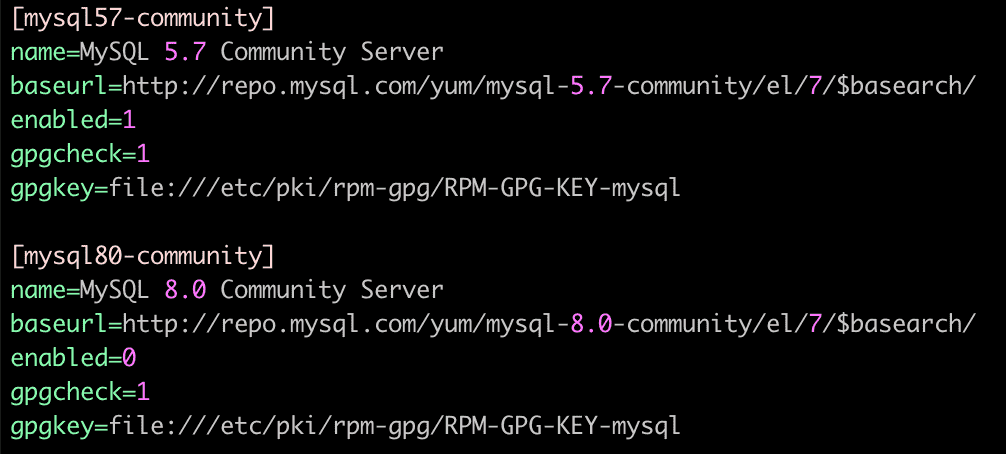 [mysql57-community]
name=MySQL 5.7 Community Server
baseurl=http://repo.mysql.com/yum/mysql-5.7-community/el/7/$basearch/
enabled=1
gpgcheck=1
gpgkey=file:///etc/pki/rpm-gpg/RPM-GPG-KEY-mysql
[mysql80-community]
name=MySQL 8.0 Community Server
baseurl=http://repo.mysql.com/yum/mysql-8.0-community/el/7/$basearch/
enabled=0
gpgcheck=1
gpgkey=file:///etc/pki/rpm-gpg/RPM-GPG-KEY-mysql